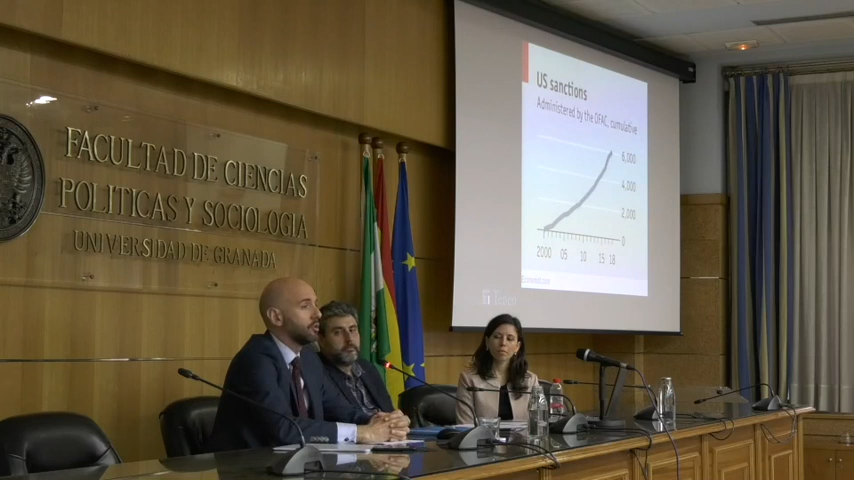 FACULTAD DE CIENCIAS
POLITICAS Y SOCIOLOGIA
UNIVERSIDAD DE GRANADA
US sanctions
Administered by the OFAC, cumulative
6,000
4,000
2,000
0
2000 05 10 15 18